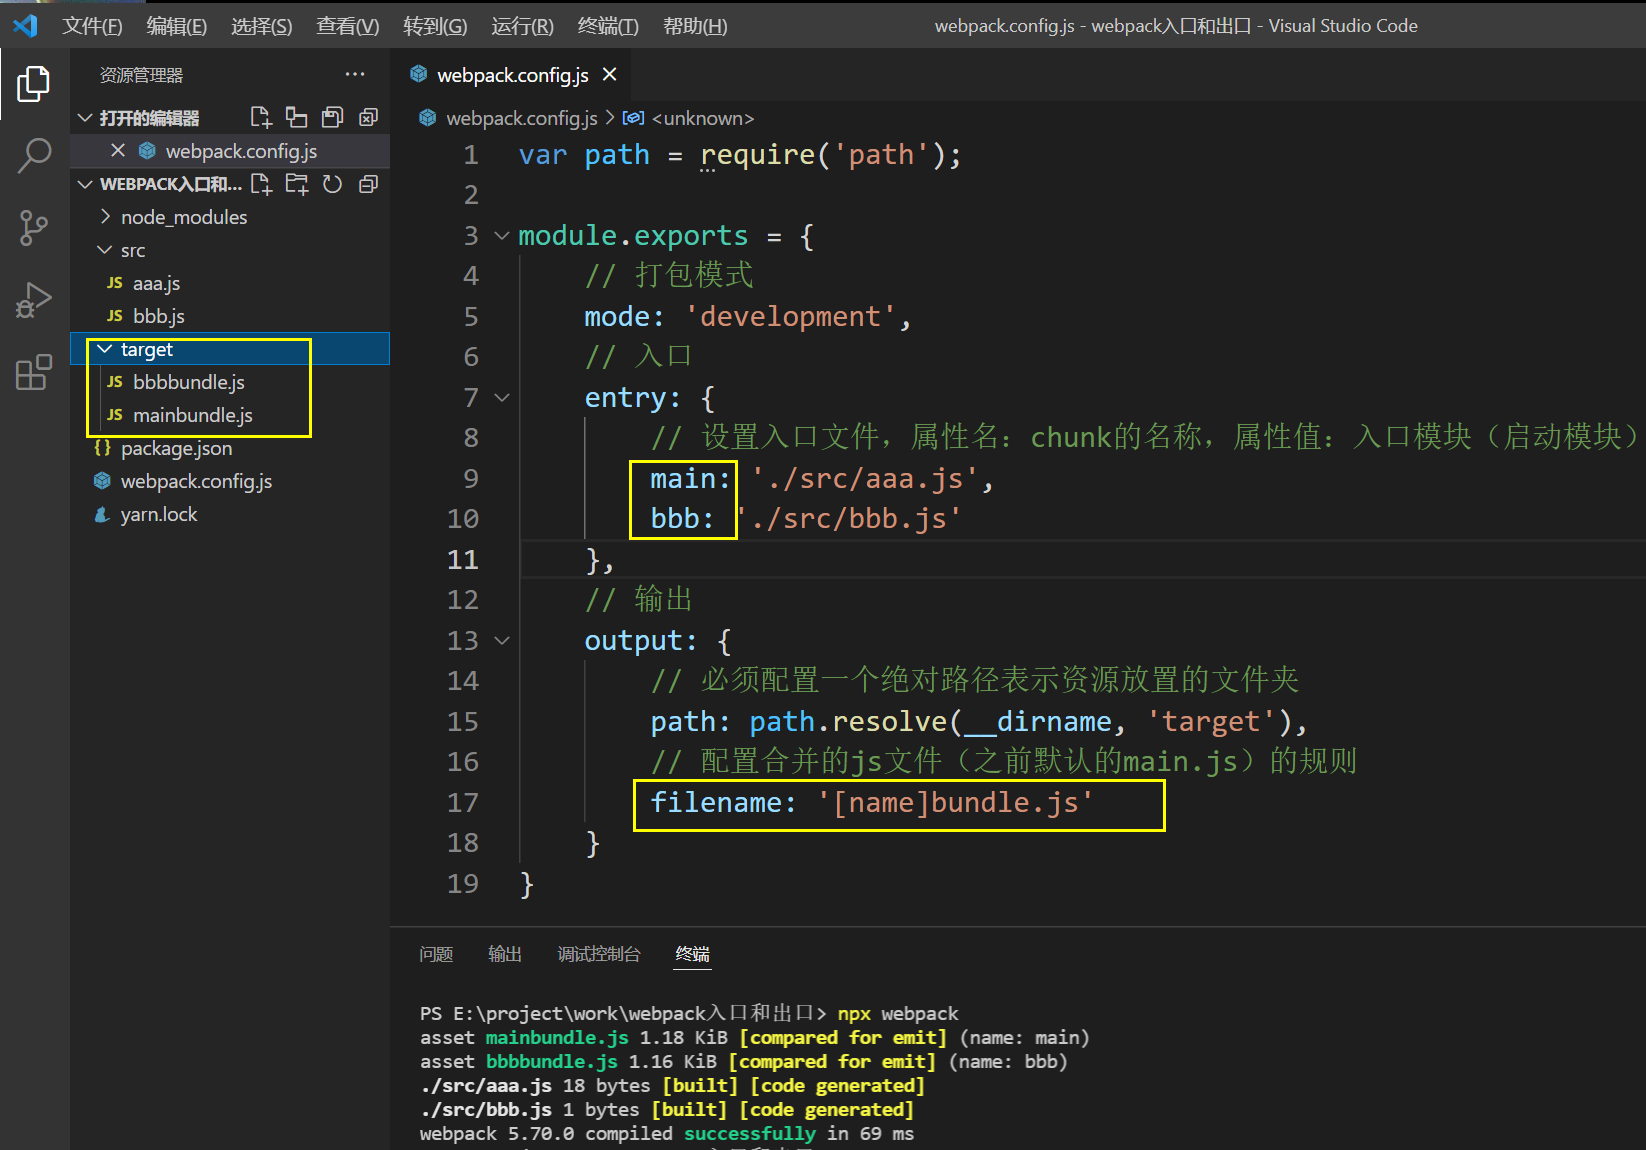 文件(F) 编辑(E) 选择(S) 查看(V) 转到(G) 运行(R) 终端(T) 帮助(H) webpack.config.js - webpack入口和出口 - Visual Studio Code
资源管理器 ···
打开的编辑器
webpack.config.js
WEBPACK入口和...
node_modules
src
JS aaa.js
JS bbb.js
target
JS bbbbundle.js
JS mainbundle.js
{} package.json
webpack.config.js
yarn.lock
webpack.config.js
webpack.config.js > <unknown>
1 var path = require('path');
2
3 module.exports = {
4 // 打包模式
5 mode: 'development',
6 // 入口
7 entry: {
8 // 设置入口文件，属性名：chunk的名称，属性值：入口模块（启动模块）
9 main: './src/aaa.js',
10 bbb: './src/bbb.js'
11 },
12 // 输出
13 output: {
14 // 必须配置一个绝对路径表示资源放置的文件夹
15 path: path.resolve(__dirname, 'target'),
16 // 配置合并的js文件（之前默认的main.js）的规则
17 filename: '[name]bundle.js'
18 }
19 }
问题 输出 调试控制台 终端
PS E:\project\work\webpack入口和出口> npx webpack
asset mainbundle.js 1.18 KiB [compared for emit] (name: main)
asset bbbbundle.js 1.16 KiB [compared for emit] (name: bbb)
./src/aaa.js 18 bytes [built] [code generated]
./src/bbb.js 1 bytes [built] [code generated]
webpack 5.70.0 compiled successfully in 69 ms